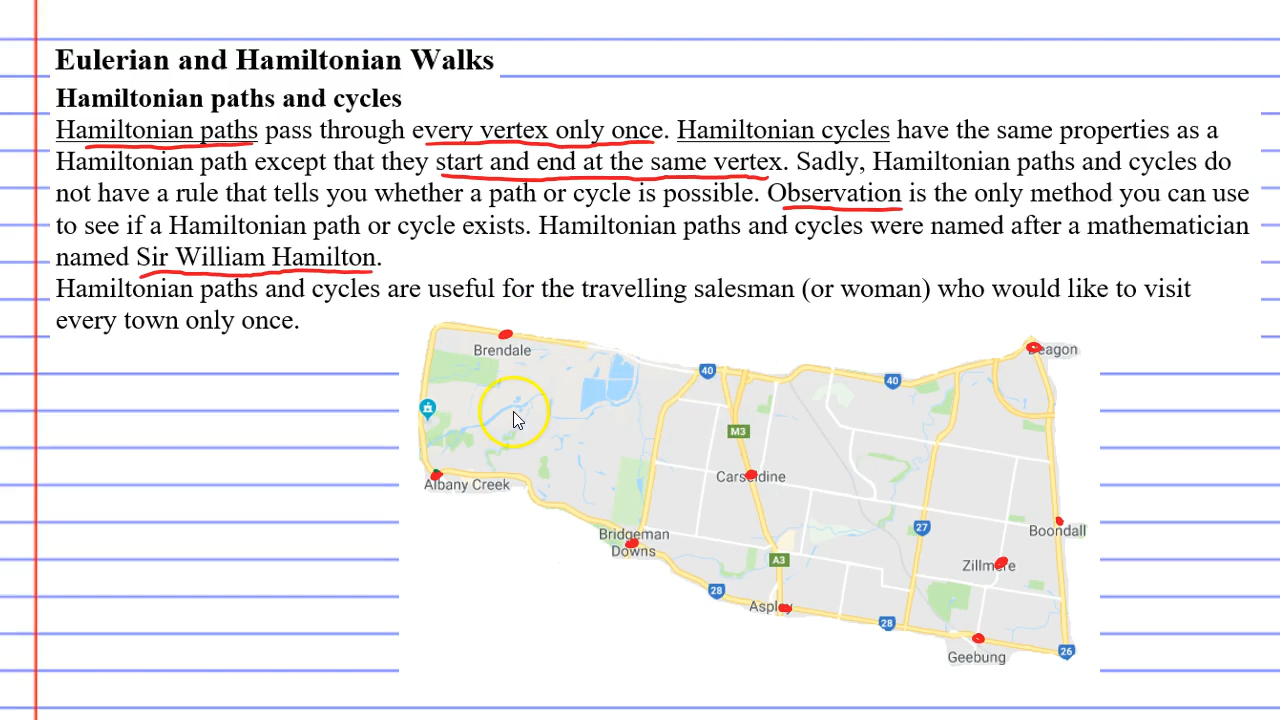 Eulerian and Hamiltonian Walks
Hamiltonian paths and cycles
Hamiltonian paths pass through every vertex only once. Hamiltonian cycles have the same properties as a
Hamiltonian path except that they start and end at the same vertex. Sadly, Hamiltonian paths and cycles do
not have a rule that tells you whether a path or cycle is possible. Observation is the only method you can use
to see if a Hamiltonian path or cycle exists. Hamiltonian paths and cycles were named after a mathematician
named Sir William Hamilton.
Hamiltonian paths and cycles are useful for the travelling salesman (or woman) who would like to visit
every town only once.
Brendale
Deagon
40
40
M3
Carseldine
Albany Creek
27
Boondall
Bridgeman
Downs
A3
Zillmere
28
Aspley
28
26
Geebung